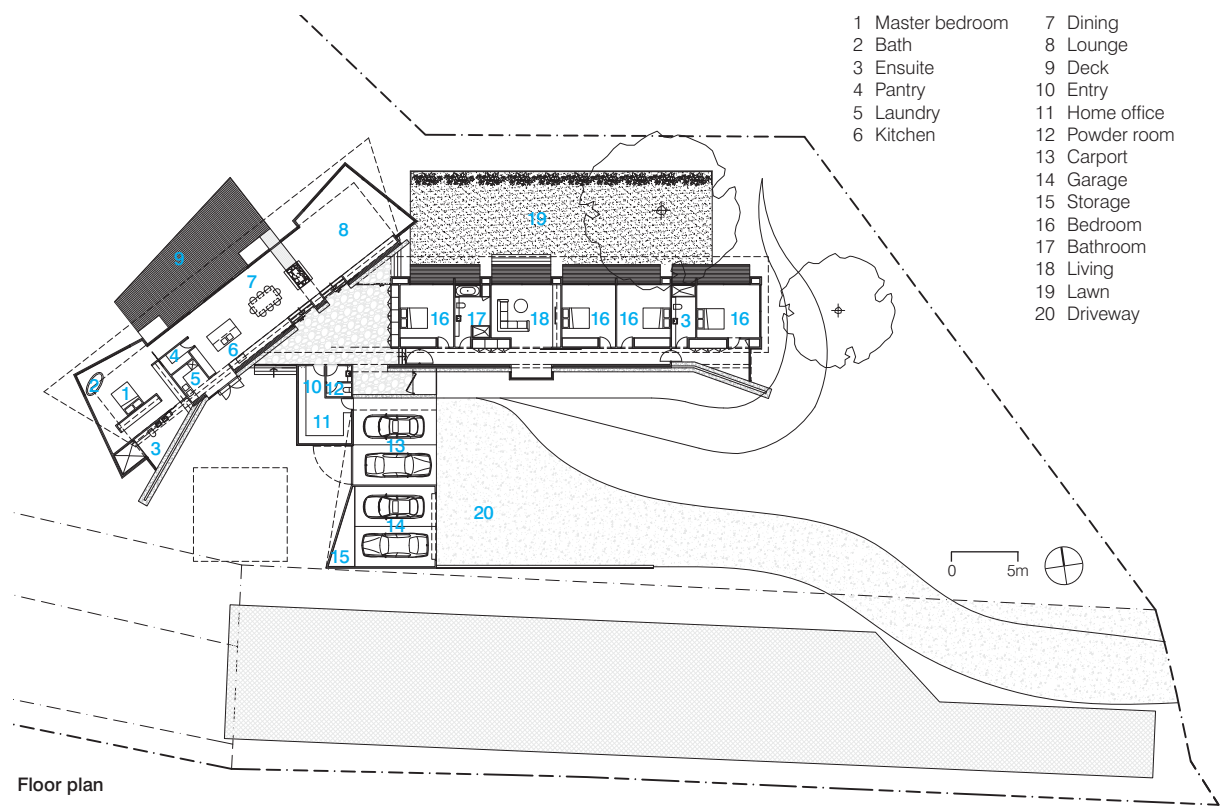 1 Master bedroom
2 Bath
3 Ensuite
4 Pantry
5 Laundry
6 Kitchen
7 Dining
8 Lounge
9 Deck
10 Entry
11 Home office
12 Powder room
13 Carport
14 Garage
15 Storage
16 Bedroom
17 Bathroom
18 Living
19 Lawn
20 Driveway
8
19
9
7
16
17
18
16
16
3
16
6
4
5
2
1
3
10
12
11
13
14
15
20
0 5m
Floor plan